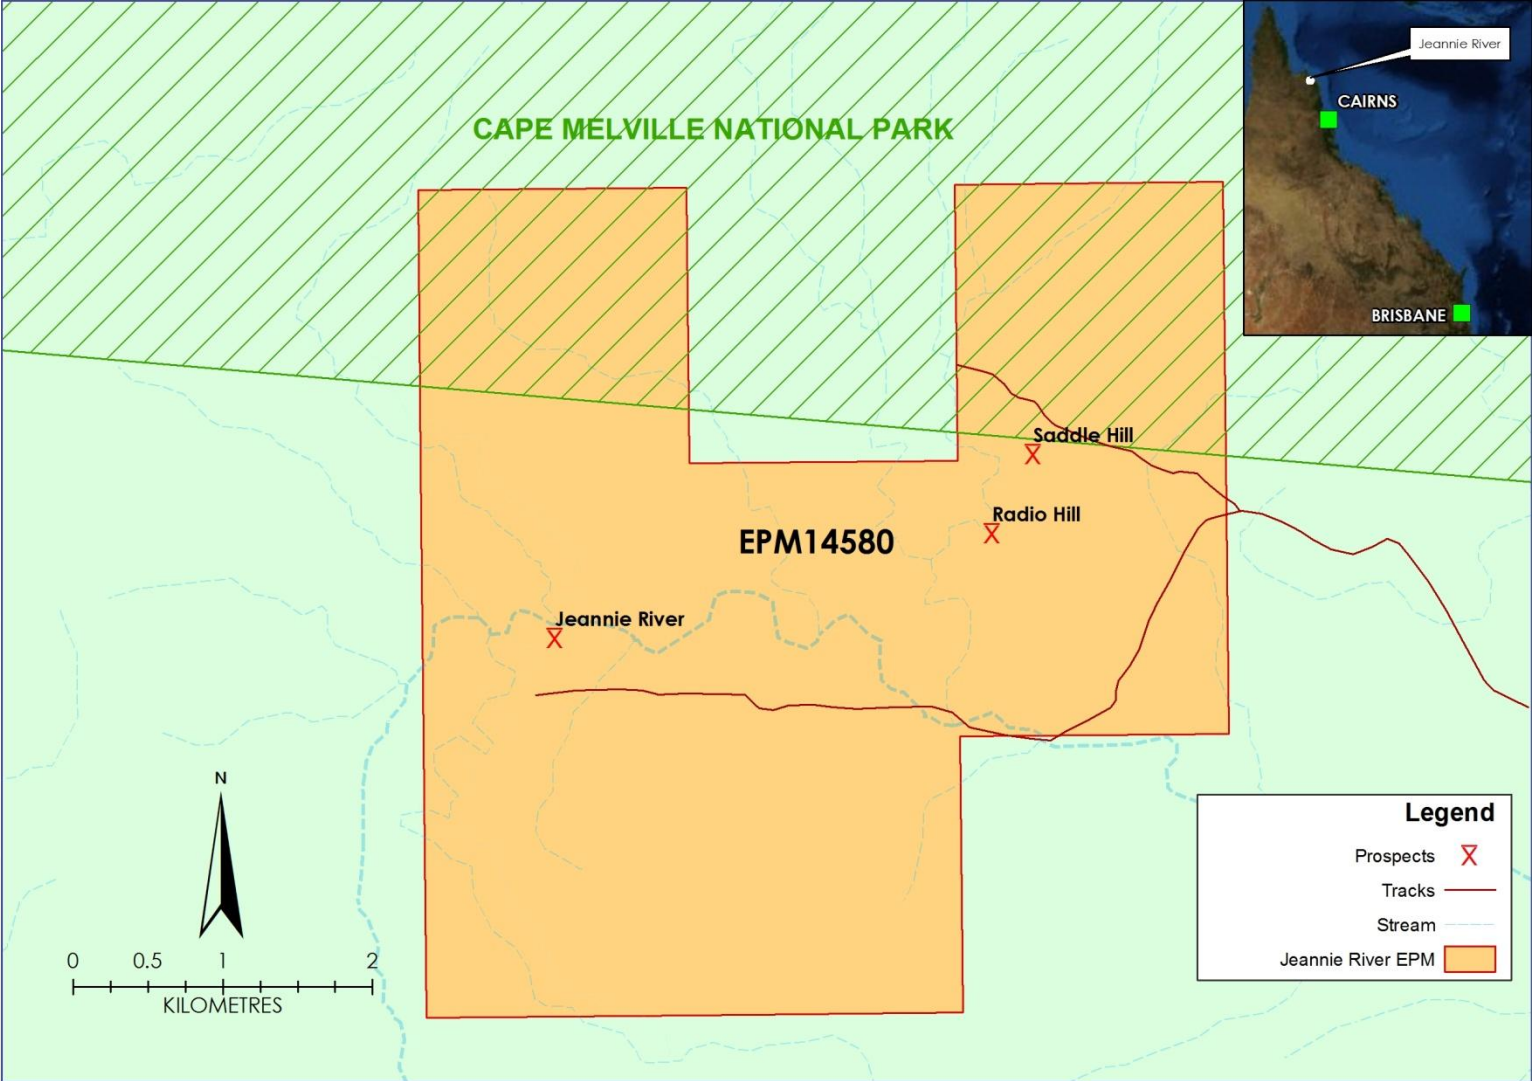 Jeannie River
CAIRNS
BRISBANE
CAPE MELVILLE NATIONAL PARK
Saddle Hill
Radio Hill
EPM14580
Jeannie River
N
0 0.5 1 2
KILOMETRES
Legend
Prospects
Tracks
Stream
Jeannie River EPM